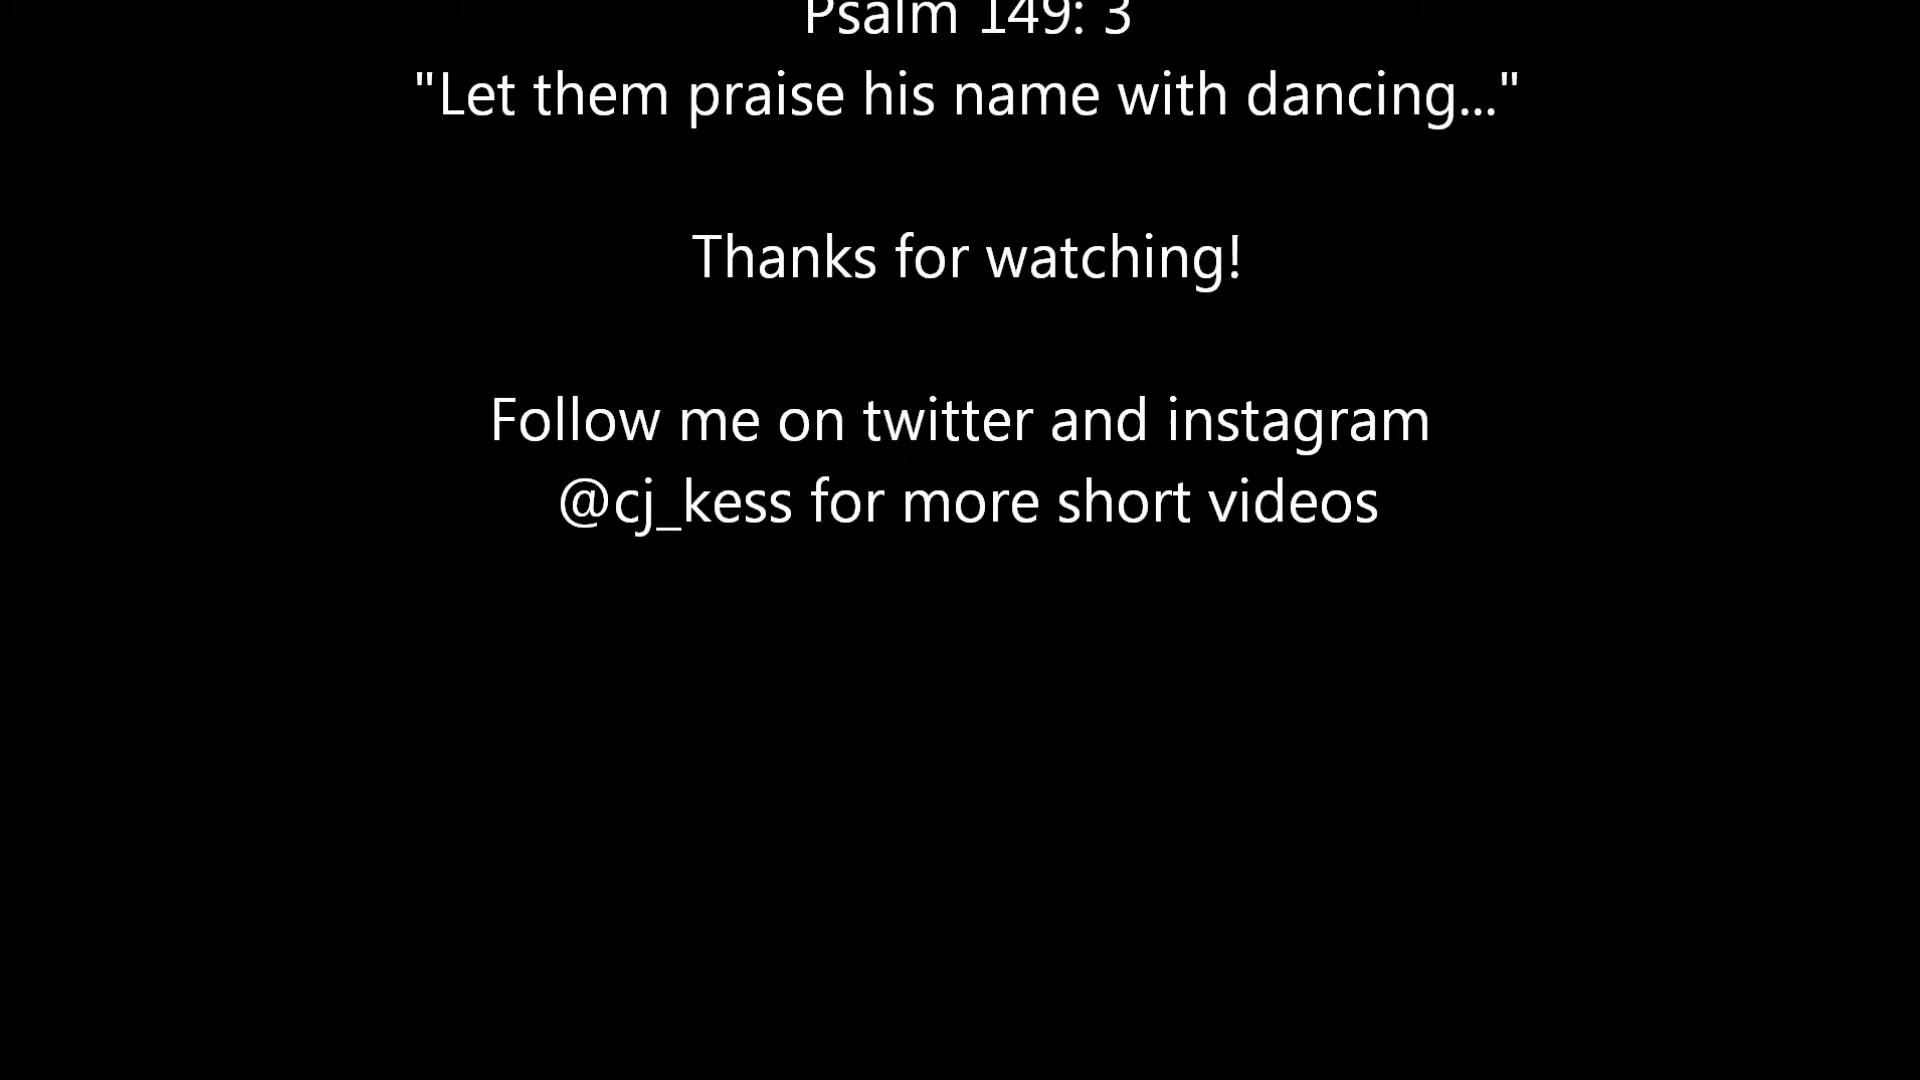 Psalm 149: 3
"Let them praise his name with dancing..."
Thanks for watching!
Follow me on twitter and instagram
@cj_kess for more short videos